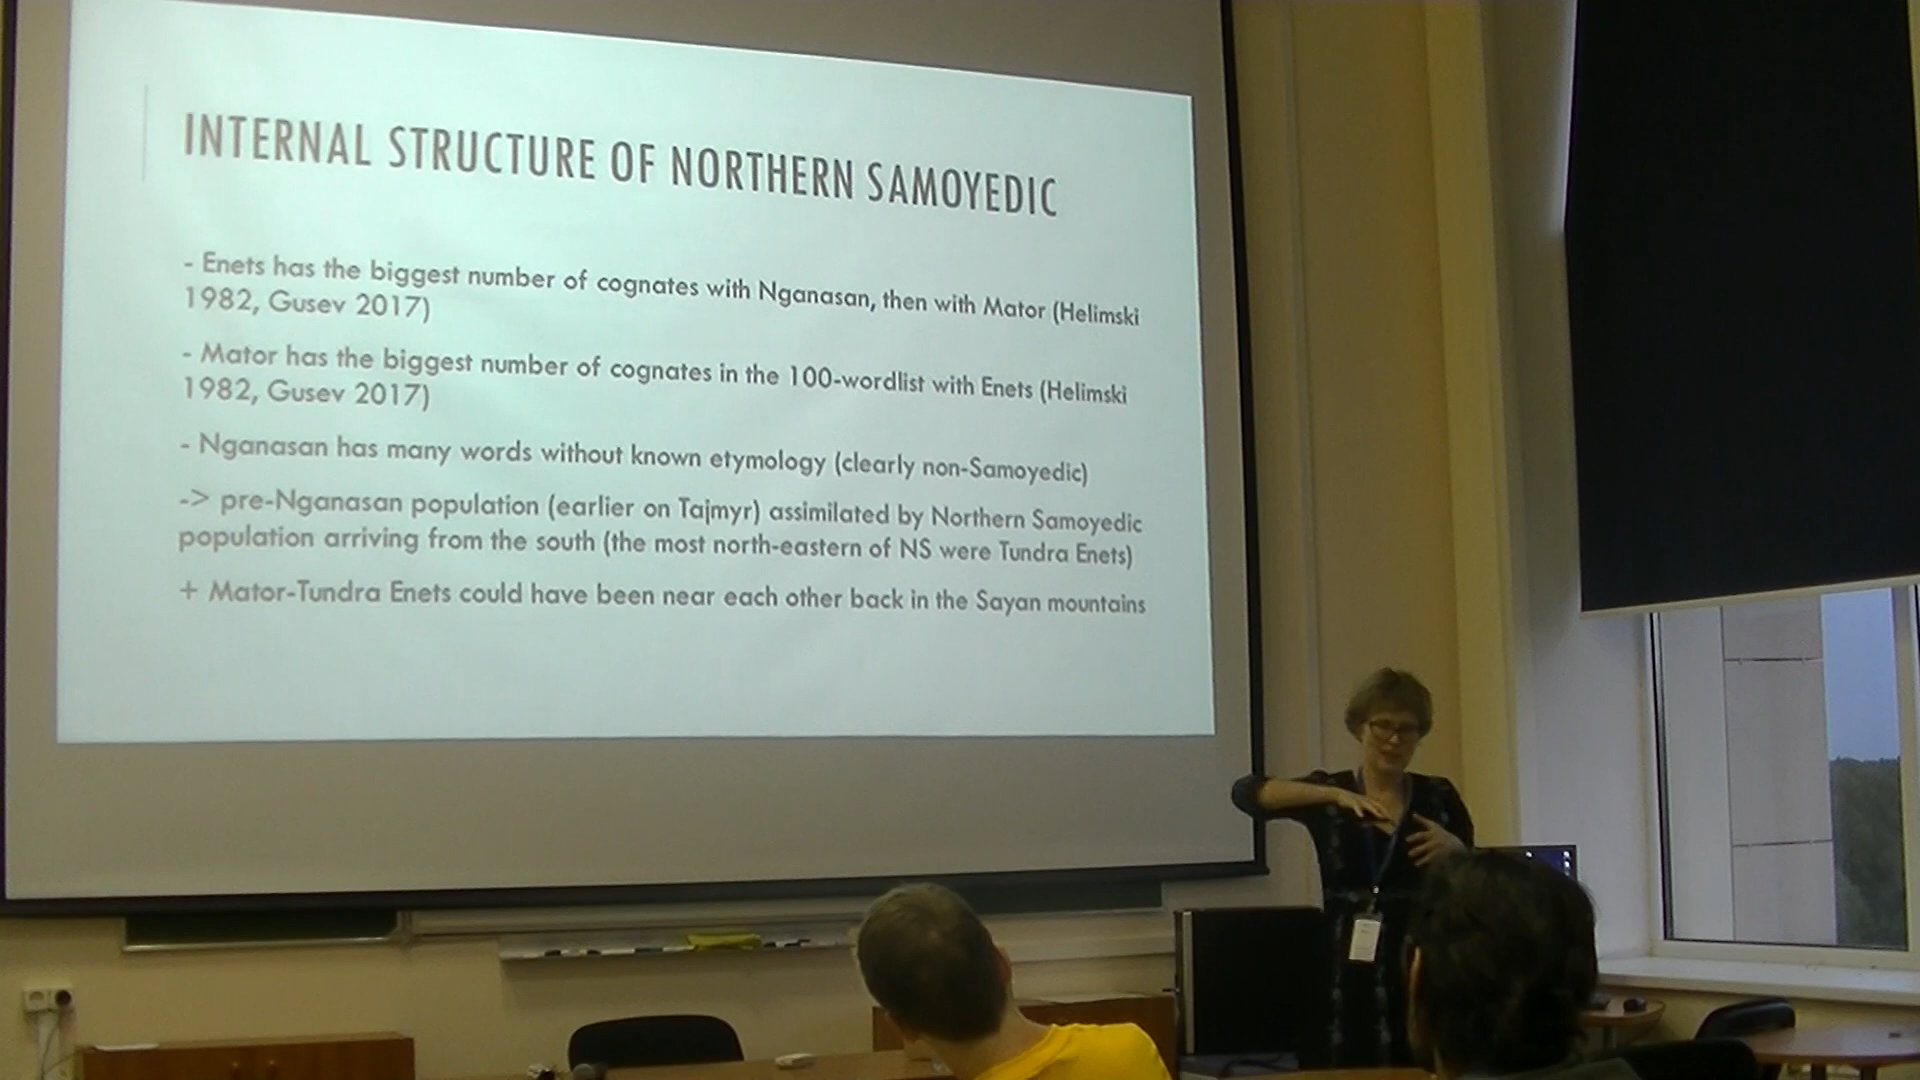 INTERNAL STRUCTURE OF NORTHERN SAMOYEDIC
- Enets has the biggest number of cognates with Nganasan, then with Mator (Helimski
1982, Gusev 2017)
- Mator has the biggest number of cognates in the 100-wordlist with Enets (Helimski
1982, Gusev 2017)
- Nganasan has many words without known etymology (clearly non-Samoyedic)
-> pre-Nganasan population (earlier on Tajmyr) assimilated by Northern Samoyedic
population arriving from the south (the most north-eastern of NS were Tundra Enets)
+ Mator-Tundra Enets could have been near each other back in the Sayan mountains